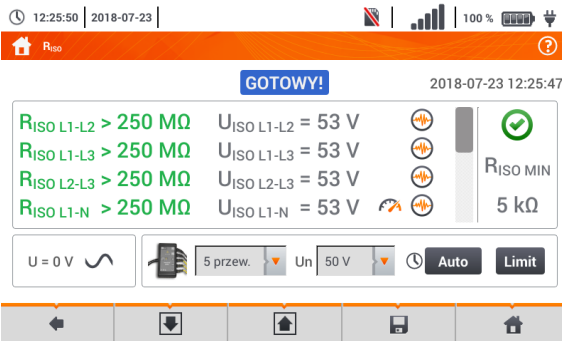 12:25:50 2018-07-23 100 %
RISO ?
GOTOWY! 2018-07-23 12:25:47
RISO L1-L2 > 250 MΩ UISO L1-L2 = 53 V
RISO L1-L3 > 250 MΩ UISO L1-L3 = 53 V
RISO L2-L3 > 250 MΩ UISO L2-L3 = 53 V
RISO L1-N > 250 MΩ UISO L1-N = 53 V
RISO MIN
5 kΩ
U = 0 V 5 przew. Un 50 V Auto Limit